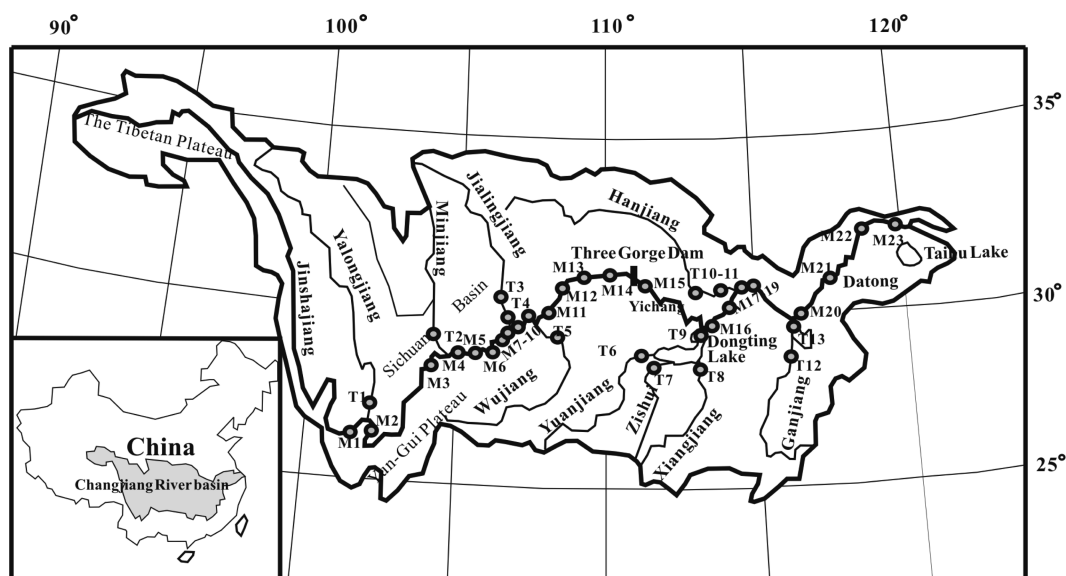 90°
100°
110°
120°
35°
30°
25°
The Tibetan Plateau
Jinshajiang
Yalongjiang
Minjiang
Jialingjiang
Hanjiang
Sichuan Basin
Three Gorge Dam
Yichang
Wujiang
Yuanjiang
Zishui
Xiangjiang
Ganjiang
Dongting
Lake
Datong
Taihu Lake
Yun-Gui Plateau
T1
M1
M2
M3
M4
T2
M5
M6
M7-10
T3
T4
T5
M11
M12
M13
M14
M15
T6
T7
T8
T9
M16
T10-11
M17-19
T12
T13
M20
M21
M22
M23
China
Changjiang River basin